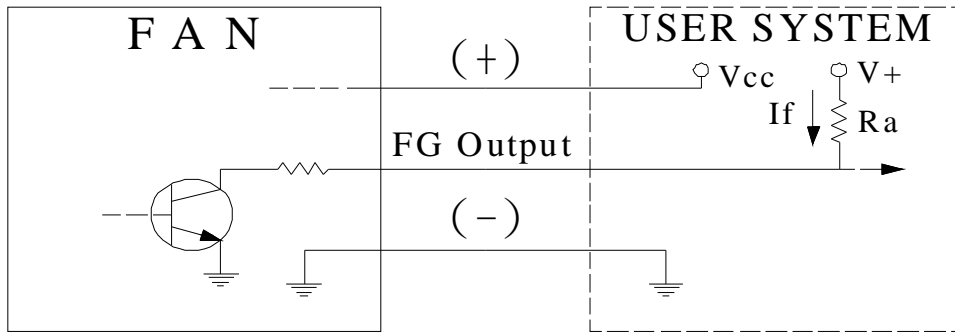 F A N
USER SYSTEM
(+)
Vcc
V+
If
Ra
FG Output
(-)